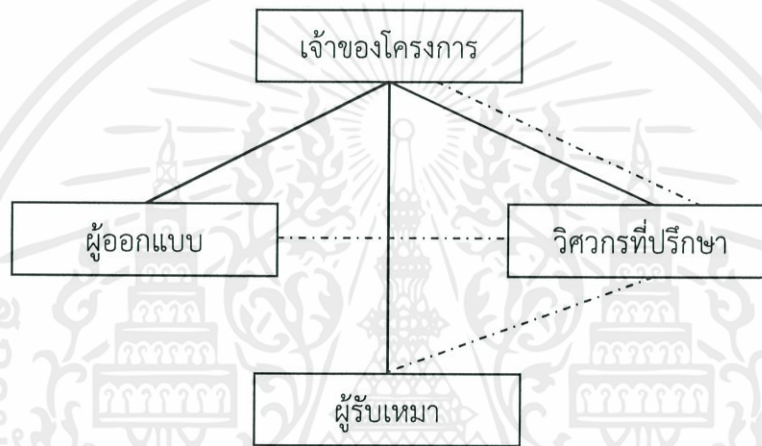 เจ้าของโครงการ
ผู้ออกแบบ
วิศวกรที่ปรึกษา
ผู้รับเหมา